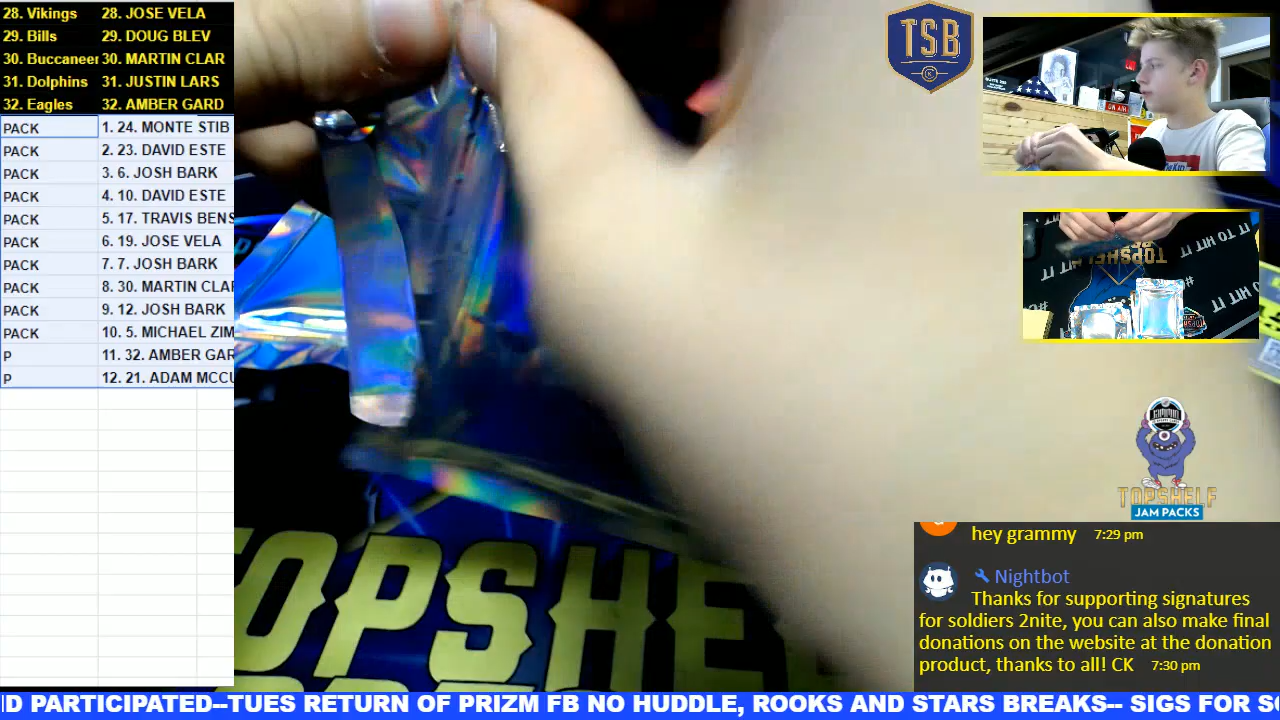 28. Vikings 28. JOSE VELA
29. Bills 29. DOUG BLEV
30. Buccaneer 30. MARTIN CLAR
31. Dolphins 31. JUSTIN LARS
32. Eagles 32. AMBER GARD
PACK 1. 24. MONTE STIB
PACK 2. 23. DAVID ESTE
PACK 3. 6. JOSH BARK
PACK 4. 10. DAVID ESTE
PACK 5. 17. TRAVIS BENS
PACK 6. 19. JOSE VELA
PACK 7. 7. JOSH BARK
PACK 8. 30. MARTIN CLAR
PACK 9. 12. JOSH BARK
PACK 10. 5. MICHAEL ZIM
P 11. 32. AMBER GAR
P 12. 21. ADAM MCCU
TSB
CK
ON AIR
TOPSHELF
TOPSHELF
JAM PACKS
TOPSHE
hey grammy 7:29 pm
Nightbot
Thanks for supporting signatures
for soldiers 2nite, you can also make final
donations on the website at the donation
product, thanks to all! CK 7:30 pm
D PARTICIPATED--TUES RETURN OF PRIZM FB NO HUDDLE, ROOKS AND STARS BREAKS-- SIGS FOR SO